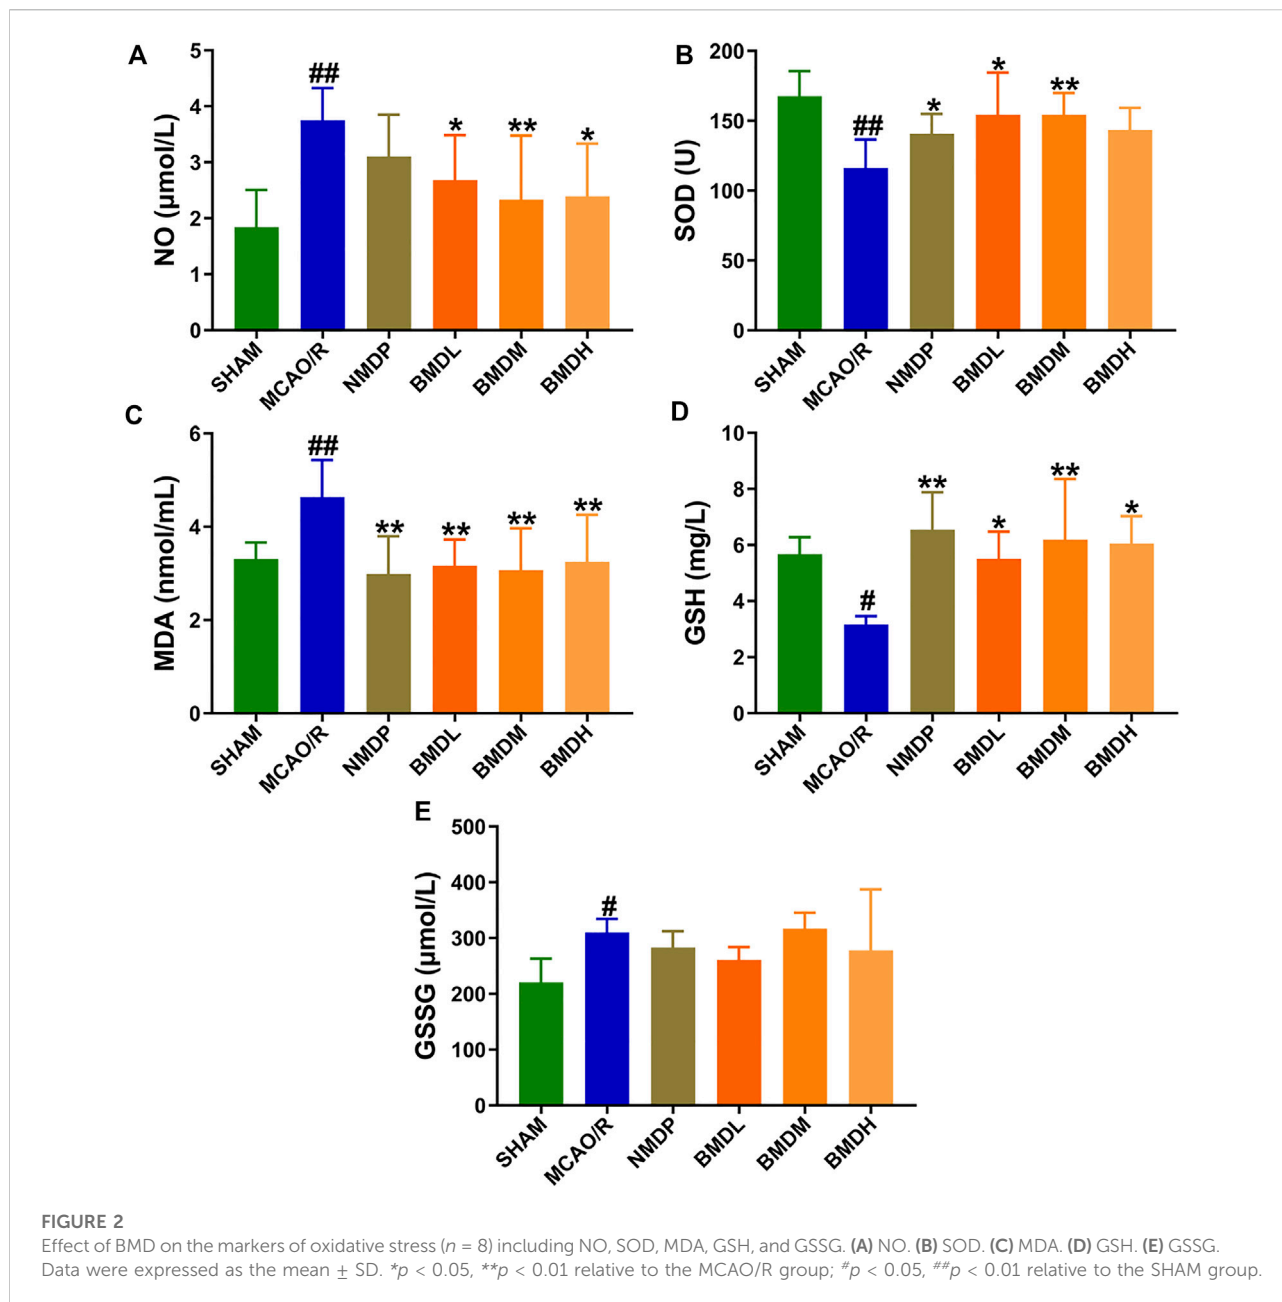 A
NO (µmol/L)
5
4
3
2
1
0
##
*
**
*
SHAM
MCAO/R
NMDP
BMDL
BMDM
BMDH
B
SOD (U)
200
150
100
50
0
##
*
*
**
SHAM
MCAO/R
NMDP
BMDL
BMDM
BMDH
C
MDA (nmol/mL)
6
4
2
0
##
**
**
**
**
SHAM
MCAO/R
NMDP
BMDL
BMDM
BMDH
D
GSH (mg/L)
10
8
6
4
2
0
#
**
*
**
*
SHAM
MCAO/R
NMDP
BMDL
BMDM
BMDH
E
GSSG (µmol/L)
500
400
300
200
100
0
#
SHAM
MCAO/R
NMDP
BMDL
BMDM
BMDH
FIGURE 2
Effect of BMD on the markers of oxidative stress (n = 8) including NO, SOD, MDA, GSH, and GSSG. (A) NO. (B) SOD. (C) MDA. (D) GSH. (E) GSSG.
Data were expressed as the mean ± SD. *p < 0.05, **p < 0.01 relative to the MCAO/R group; #p < 0.05, ##p < 0.01 relative to the SHAM group.